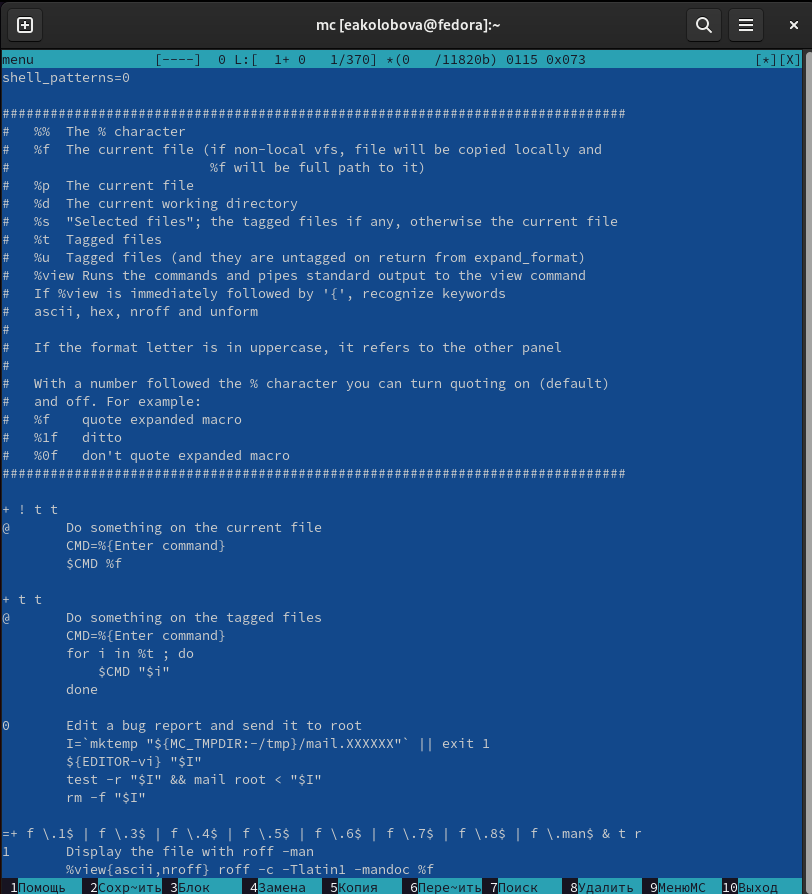 mc [eakolobova@fedora]:~
menu               [----]  0 L:[  1+ 0   1/370] *(0   /11820b) 0115 0x073                     [*][X]
shell_patterns=0
##############################################################################
#   %%  The % character
#   %f  The current file (if non-local vfs, file will be copied locally and
#                         %f will be full path to it)
#   %p  The current file
#   %d  The current working directory
#   %s  "Selected files"; the tagged files if any, otherwise the current file
#   %t  Tagged files
#   %u  Tagged files (and they are untagged on return from expand_format)
#   %view Runs the commands and pipes standard output to the view command
#   If %view is immediately followed by '{', recognize keywords
#   ascii, hex, nroff and unform
#
#   If the format letter is in uppercase, it refers to the other panel
#
#   With a number followed the % character you can turn quoting on (default)
#   and off. For example:
#   %f    quote expanded macro
#   %1f   ditto
#   %0f   don't quote expanded macro
##############################################################################
+ ! t t
@       Do something on the current file
        CMD=%{Enter command}
        $CMD %f
+ t t
@       Do something on the tagged files
        CMD=%{Enter command}
        for i in %t ; do
            $CMD "$i"
        done
0       Edit a bug report and send it to root
        I=`mktemp "${MC_TMPDIR:-/tmp}/mail.XXXXXX"` || exit 1
        ${EDITOR-vi} "$I"
        test -r "$I" && mail root < "$I"
        rm -f "$I"
=+ f \.1$ | f \.3$ | f \.4$ | f \.5$ | f \.6$ | f \.7$ | f \.8$ | f \.man$ & t r
1       Display the file with roff -man
        %view{ascii,nroff} roff -c -Tlatin1 -mandoc %f
1Помощь 2Сохр~ить 3Блок 4Замена 5Копия 6Пере~ить 7Поиск 8Удалить 9МенюMC 10Выход